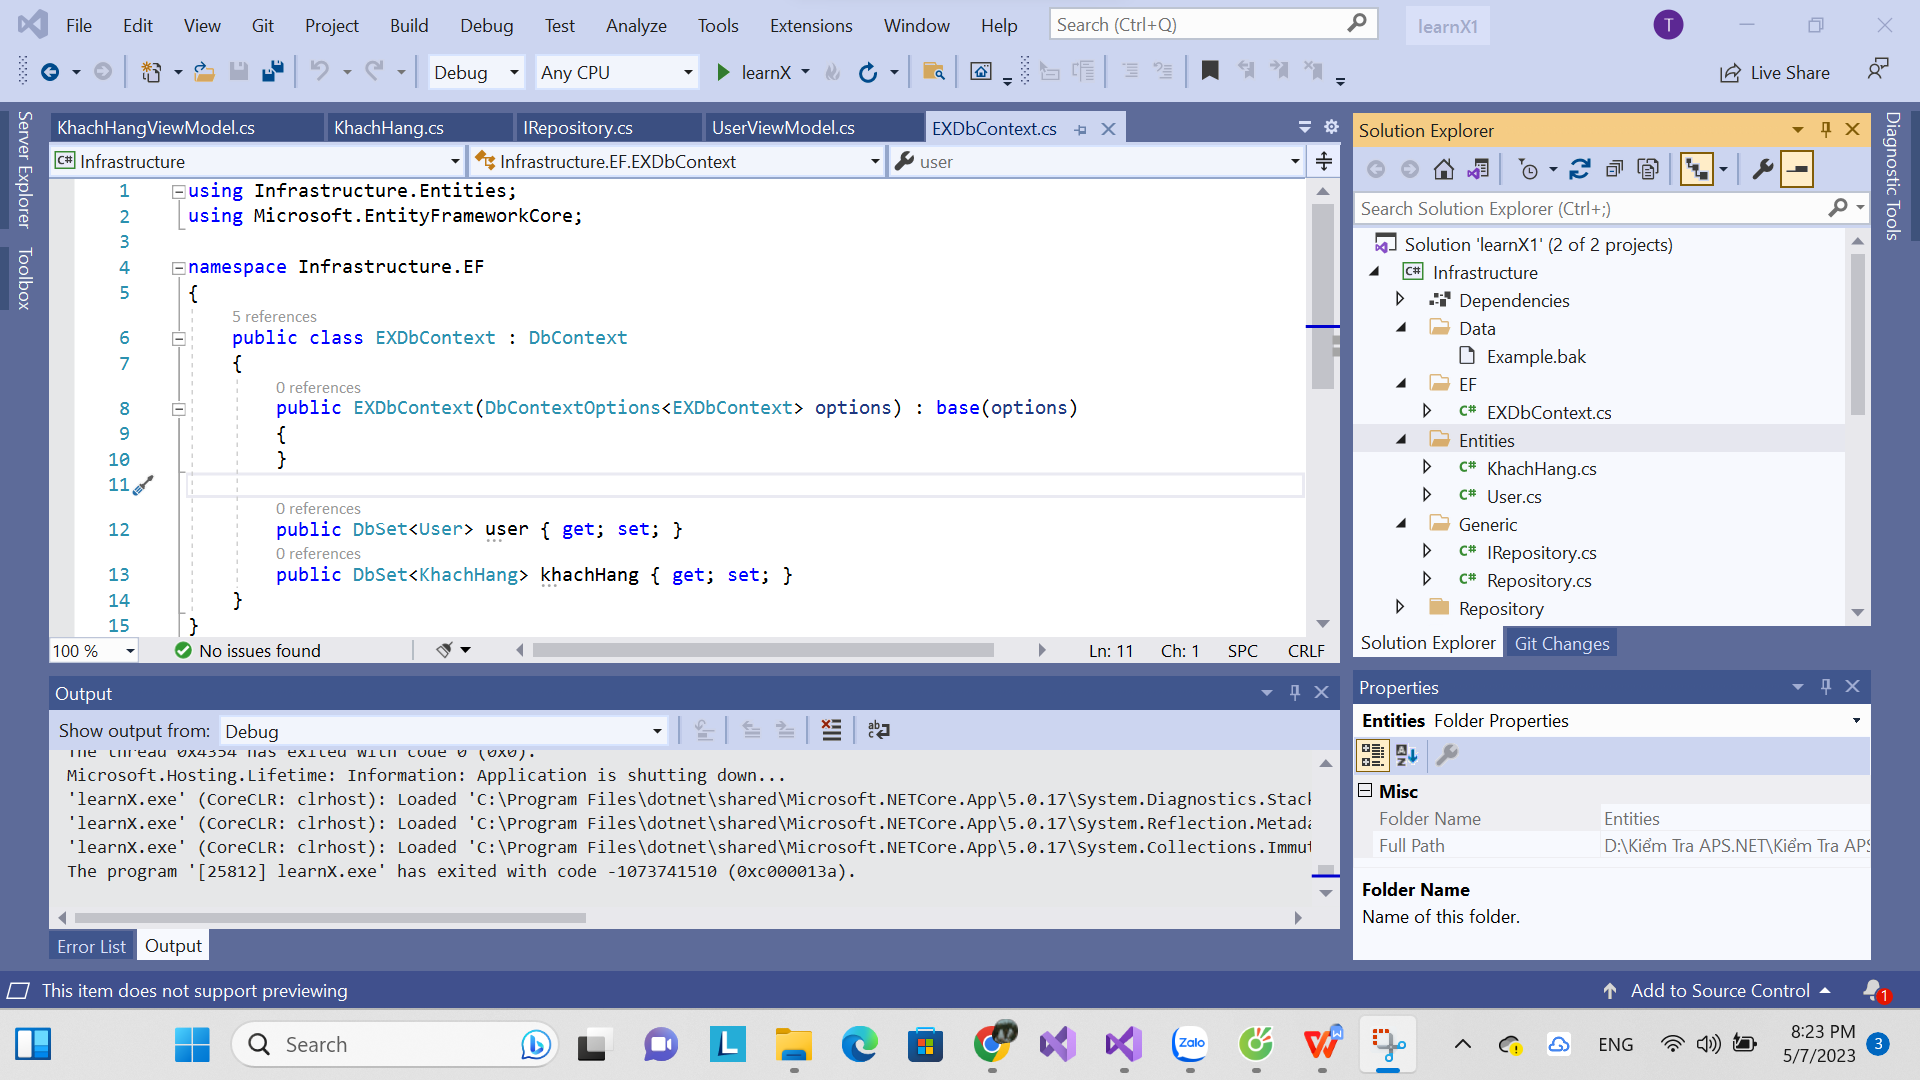 File Edit View Git Project Build Debug Test Analyze Tools Extensions Window Help Search (Ctrl+Q) learnX1 T
Debug Any CPU learnX Live Share
Server Explorer
Toolbox
KhachHangViewModel.cs KhachHang.cs IRepository.cs UserViewModel.cs EXDbContext.cs
C# Infrastructure Infrastructure.EF.EXDbContext user
1 using Infrastructure.Entities;
2 using Microsoft.EntityFrameworkCore;
3
4 namespace Infrastructure.EF
5 {
5 references
6 public class EXDbContext : DbContext
7 {
0 references
8 public EXDbContext(DbContextOptions<EXDbContext> options) : base(options)
9 {
10 }
11
0 references
12 public DbSet<User> user { get; set; }
0 references
13 public DbSet<KhachHang> khachHang { get; set; }
14 }
15 }
100 % No issues found Ln: 11 Ch: 1 SPC CRLF
Output
Show output from: Debug
The thread 0x4354 has exited with code 0 (0x0).
Microsoft.Hosting.Lifetime: Information: Application is shutting down...
'learnX.exe' (CoreCLR: clrhost): Loaded 'C:\Program Files\dotnet\shared\Microsoft.NETCore.App\5.0.17\System.Diagnostics.Stack
'learnX.exe' (CoreCLR: clrhost): Loaded 'C:\Program Files\dotnet\shared\Microsoft.NETCore.App\5.0.17\System.Reflection.Metada
'learnX.exe' (CoreCLR: clrhost): Loaded 'C:\Program Files\dotnet\shared\Microsoft.NETCore.App\5.0.17\System.Collections.Immut
The program '[25812] learnX.exe' has exited with code -1073741510 (0xc000013a).
Error List Output
Solution Explorer
Search Solution Explorer (Ctrl+;)
Solution 'learnX1' (2 of 2 projects)
C# Infrastructure
Dependencies
Data
Example.bak
EF
C# EXDbContext.cs
Entities
C# KhachHang.cs
C# User.cs
Generic
C# IRepository.cs
C# Repository.cs
Repository
Solution Explorer Git Changes
Properties
Entities Folder Properties
Misc
Folder Name Entities
Full Path D:\Kiểm Tra APS.NET\Kiểm Tra APS
Folder Name
Name of this folder.
Diagnostic Tools
This item does not support previewing Add to Source Control 1
Search L Zalo W ENG 8:23 PM 3
5/7/2023